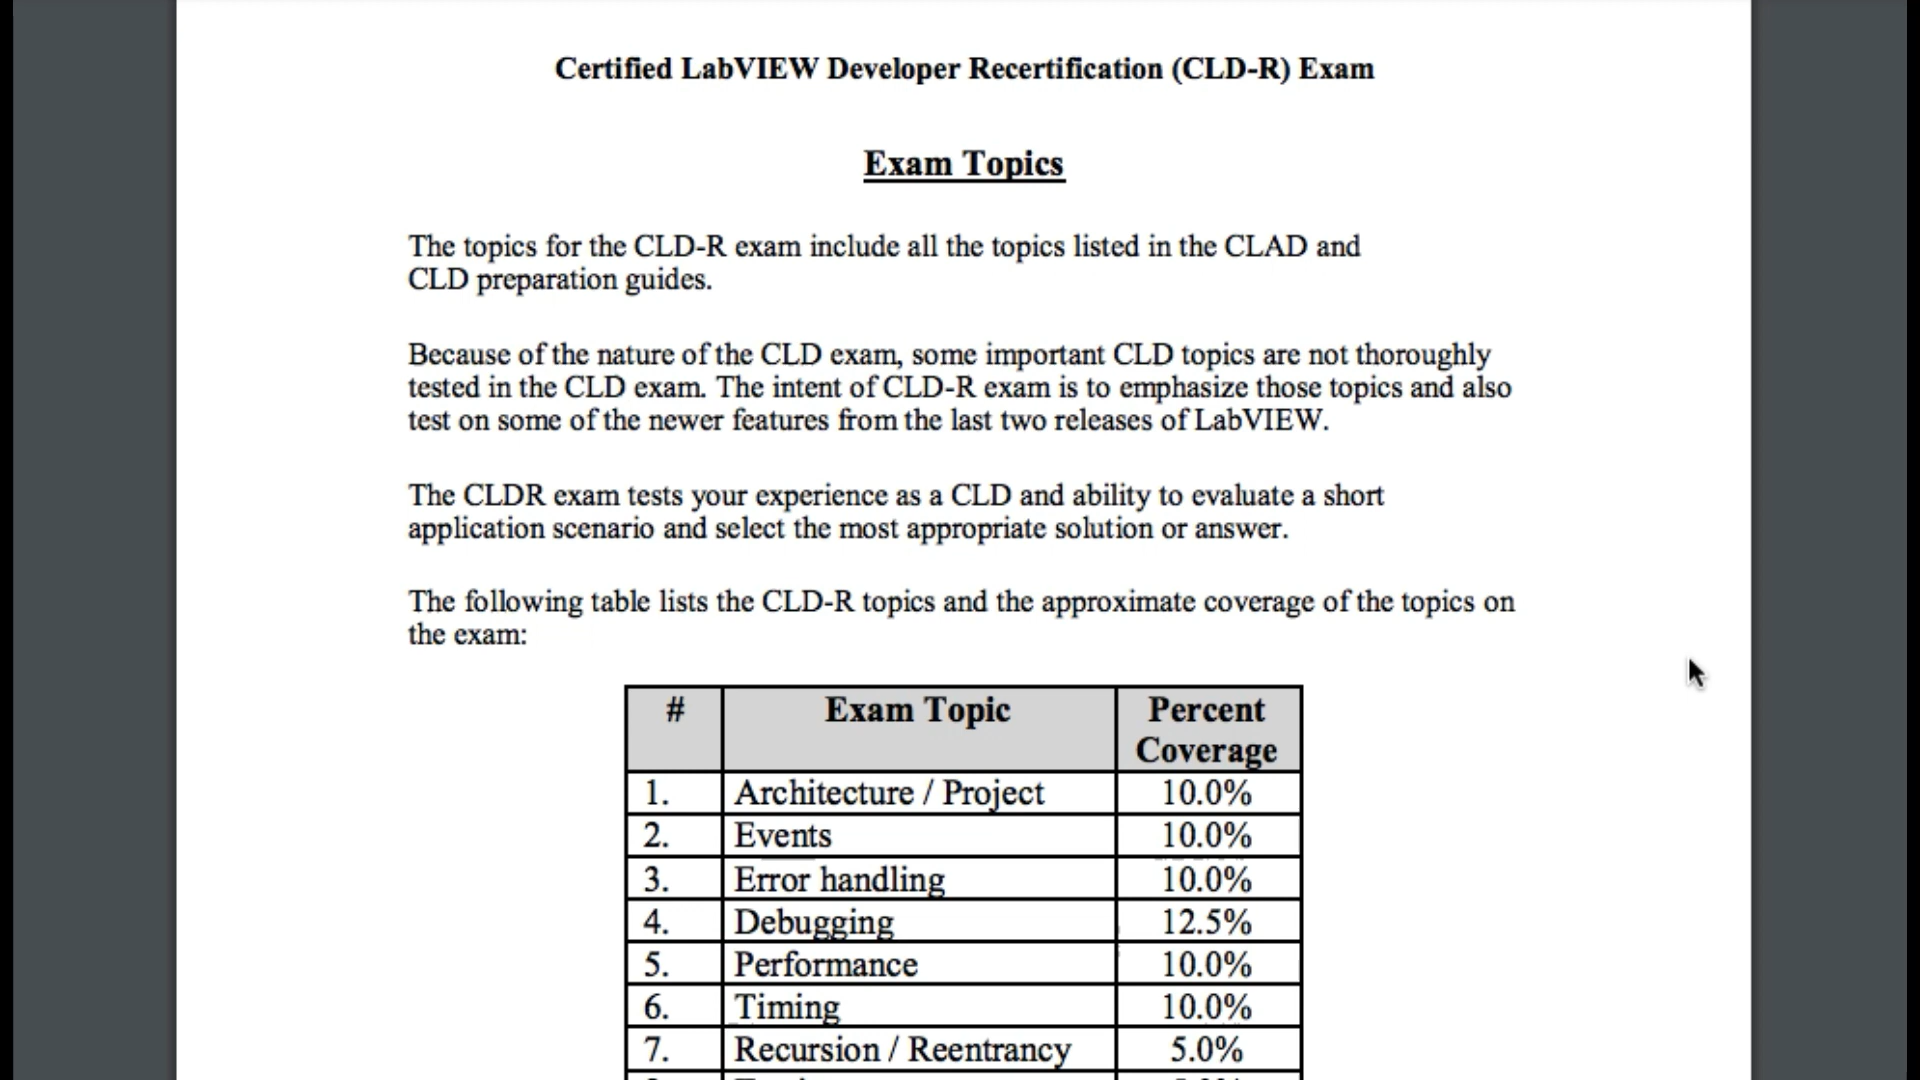 Certified LabVIEW Developer Recertification (CLD-R) Exam
Exam Topics
The topics for the CLD-R exam include all the topics listed in the CLAD and
CLD preparation guides.
Because of the nature of the CLD exam, some important CLD topics are not thoroughly
tested in the CLD exam. The intent of CLD-R exam is to emphasize those topics and also
test on some of the newer features from the last two releases of LabVIEW.
The CLDR exam tests your experience as a CLD and ability to evaluate a short
application scenario and select the most appropriate solution or answer.
The following table lists the CLD-R topics and the approximate coverage of the topics on
the exam:
# Exam Topic Percent
Coverage
1. Architecture / Project 10.0%
2. Events 10.0%
3. Error handling 10.0%
4. Debugging 12.5%
5. Performance 10.0%
6. Timing 10.0%
7. Recursion / Reentrancy 5.0%